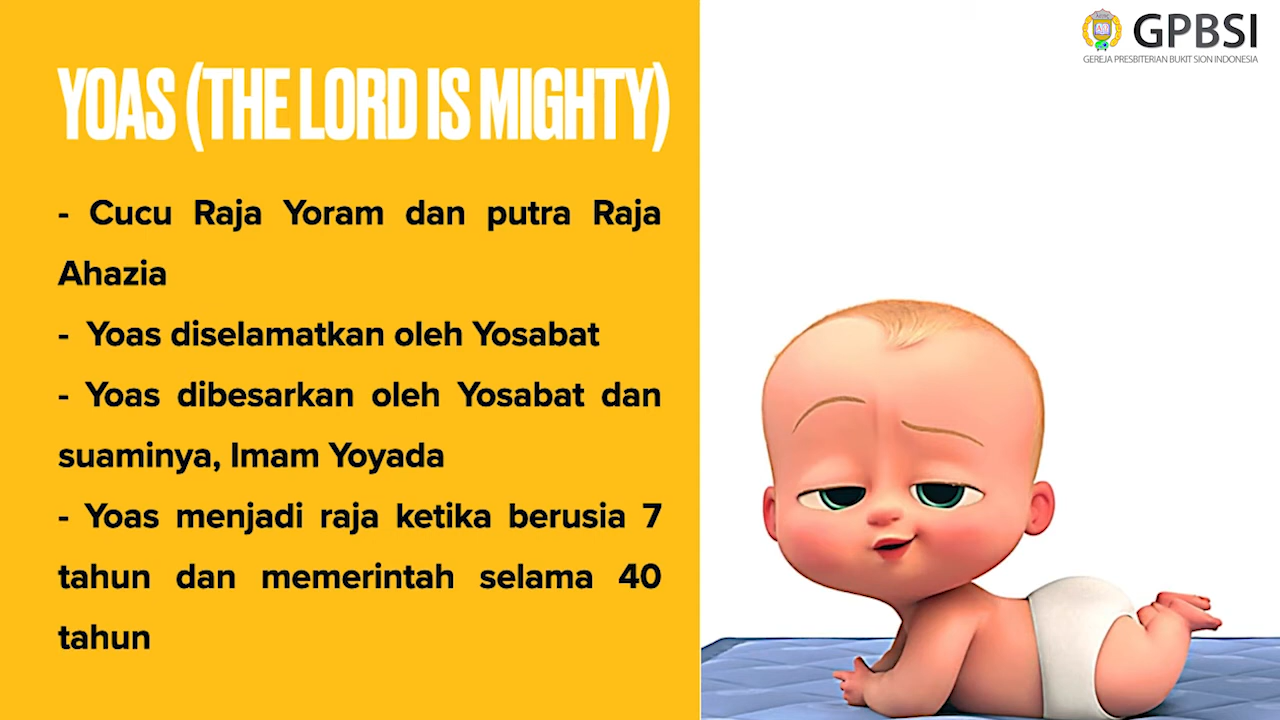 YOAS (THE LORD IS MIGHTY)
- Cucu Raja Yoram dan putra Raja
Ahazia
- Yoas diselamatkan oleh Yosabat
- Yoas dibesarkan oleh Yosabat dan
suaminya, Imam Yoyada
- Yoas menjadi raja ketika berusia 7
tahun dan memerintah selama 40
tahun
GPBSI
GEREJA PRESBITERIAN BUKIT SION INDONESIA